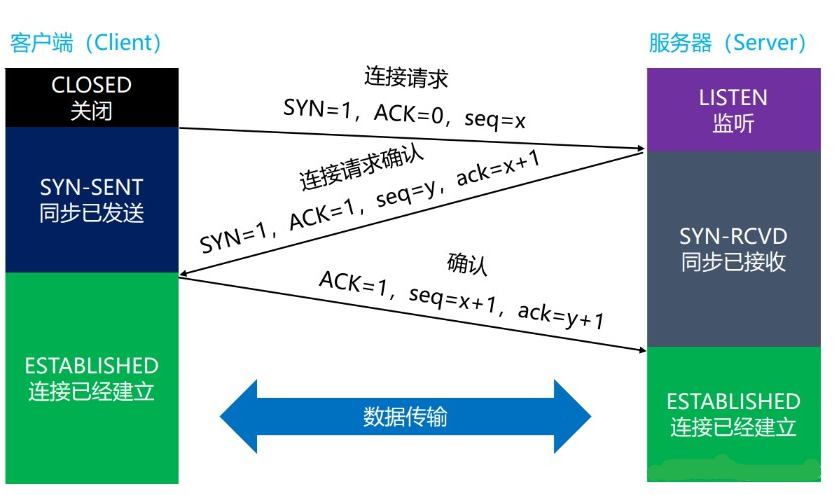 客户端（Client）
服务器（Server）
CLOSED
关闭
连接请求
SYN=1，ACK=0，seq=x
LISTEN
监听
连接请求确认
SYN=1，ACK=1，seq=y，ack=x+1
SYN-SENT
同步已发送
SYN-RCVD
同步已接收
确认
ACK=1，seq=x+1，ack=y+1
ESTABLISHED
连接已经建立
数据传输
ESTABLISHED
连接已经建立